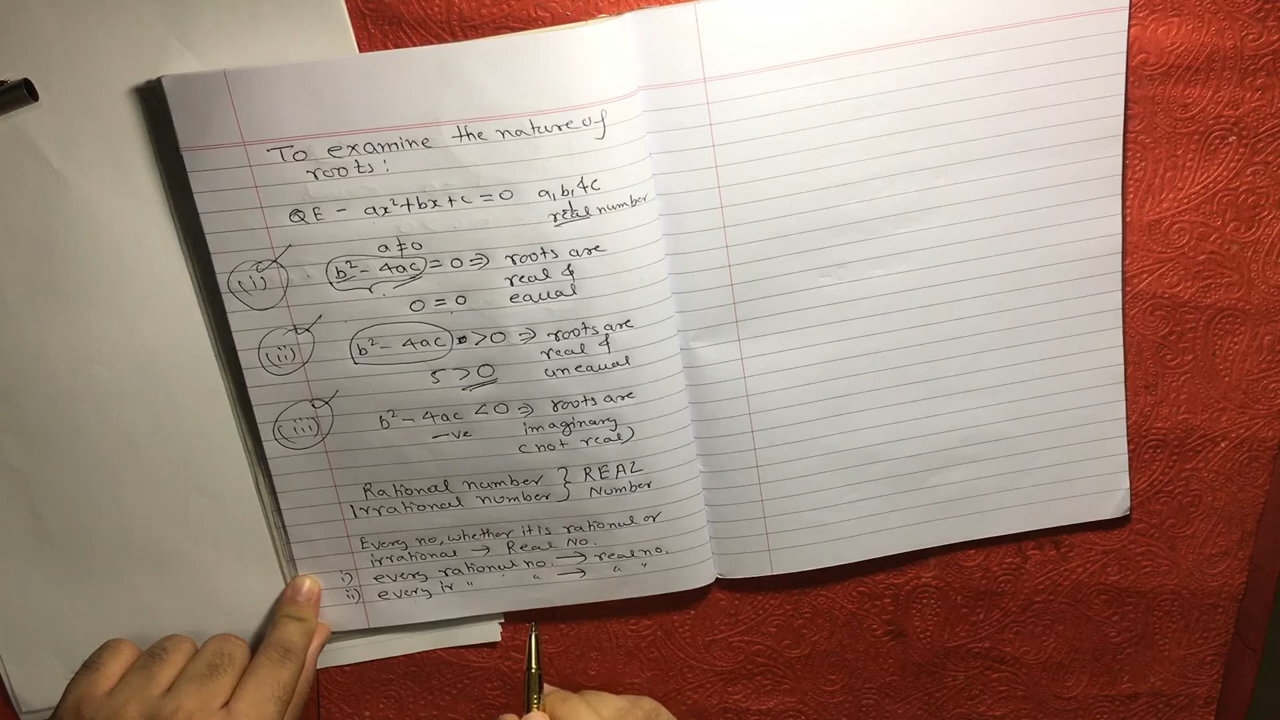 To examine the nature of
roots:
QE - ax²+bx+c=0 a,b,&c
real number
a≠0
(i) b²-4ac=0⇒ roots are
real &
0=0 equal
(ii) b²-4ac>0⇒ roots are
real &
5>0 unequal
(iii) b²-4ac<0⇒ roots are
-ve imaginary
(not real)
Rational number } REAL
Irrational number } Number
Every no, whether it is rational or
irrational → Real No.
i) every rational no. → real no.
ii) every ir " " → " "